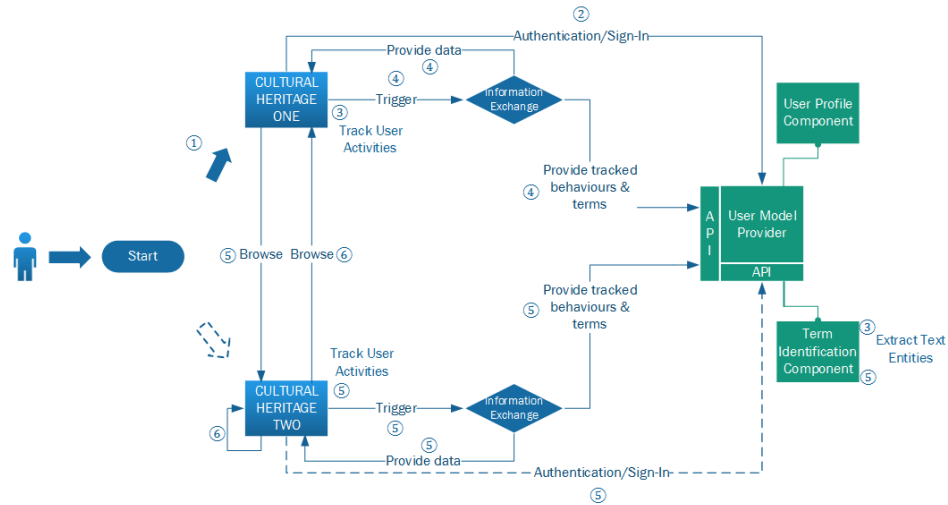 ②
Authentication/Sign-In
Provide data
④
CULTURAL
HERITAGE
ONE
④
Trigger
③
Track User
Activities
Information
Exchange
User Profile
Component
①
Provide tracked
behaviours &
terms
④
A
P
I
User Model
Provider
API
Start
⑤ Browse
Browse ⑥
Provide tracked
behaviours &
terms
⑤
Term
Identification
Component
③
⑤
Extract Text
Entities
Track User
Activities
⑤
CULTURAL
HERITAGE
TWO
⑥
Trigger
⑤
Information
Exchange
⑤
Provide data
Authentication/Sign-In
⑤